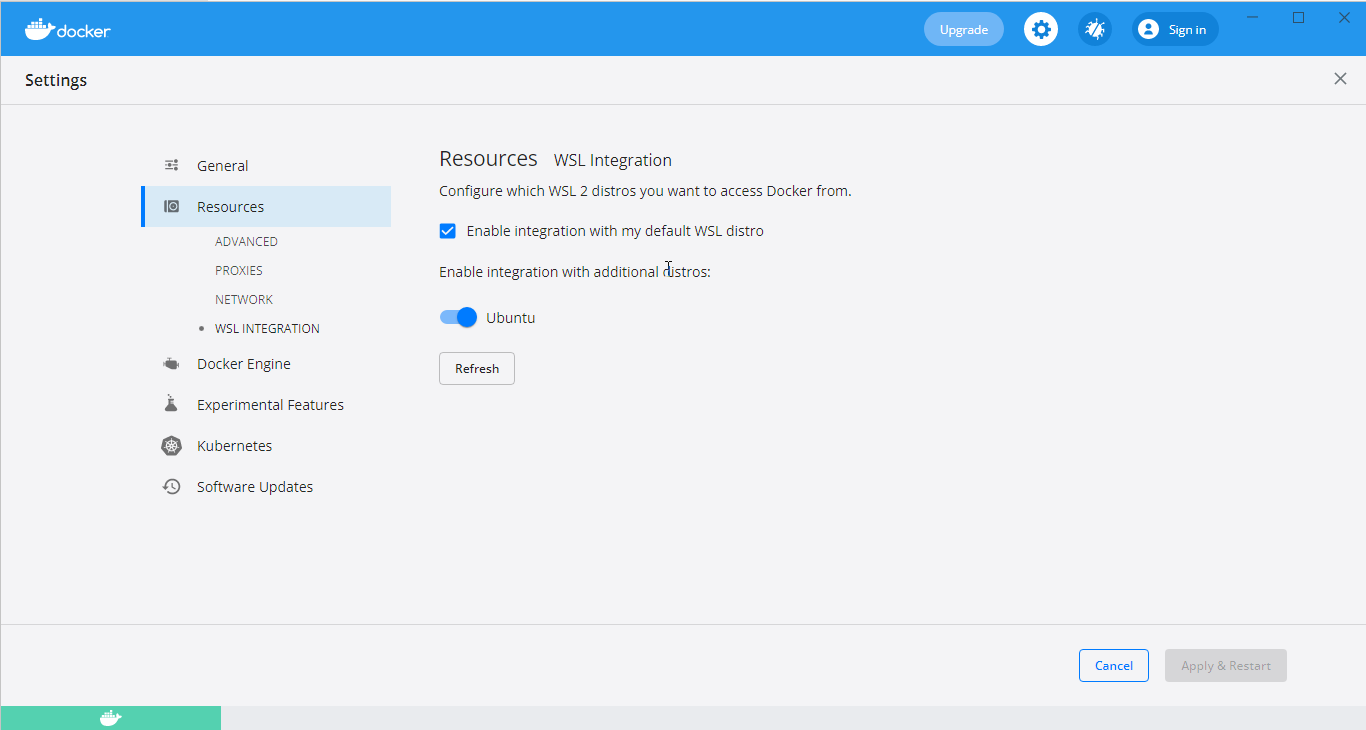 docker
Upgrade
Sign in
Settings
General
Resources
ADVANCED
PROXIES
NETWORK
WSL INTEGRATION
Docker Engine
Experimental Features
Kubernetes
Software Updates
Resources WSL Integration
Configure which WSL 2 distros you want to access Docker from.
Enable integration with my default WSL distro
Enable integration with additional distros:
Ubuntu
Refresh
Cancel
Apply & Restart